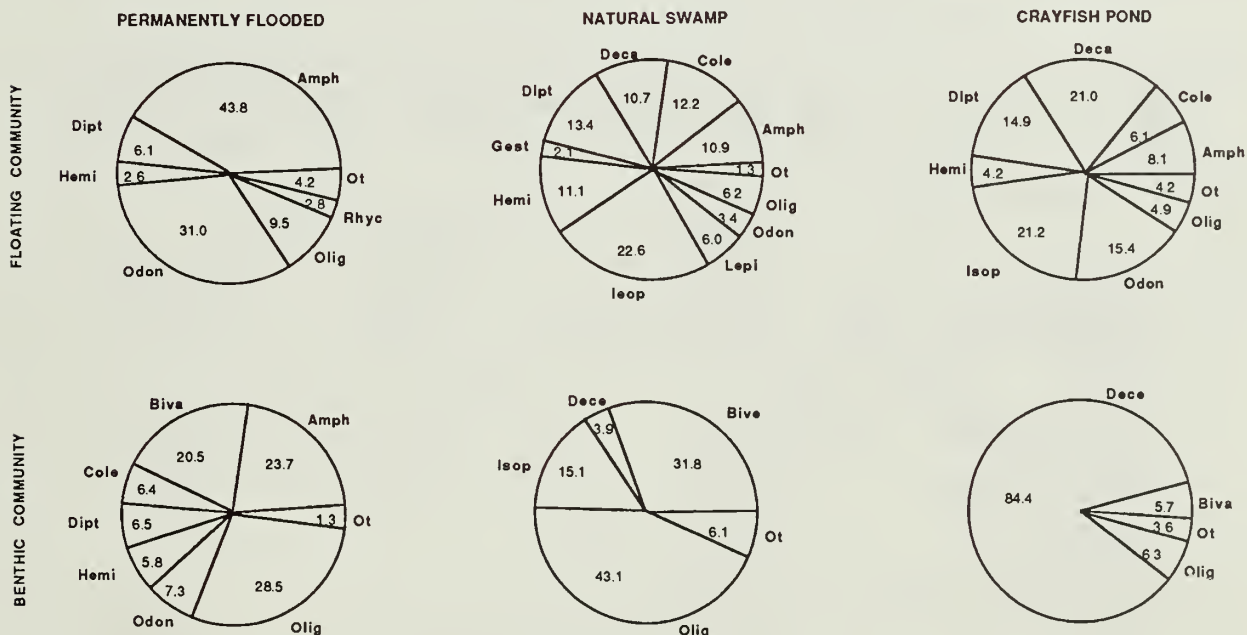 PERMANENTLY FLOODED
NATURAL SWAMP
CRAYFISH POND
FLOATING COMMUNITY
Amph
43.8
Dipt
6.1
Hemi
2.6
4.2
Ot
2.8
Rhyc
9.5
Olig
31.0
Odon
Deca
10.7
Cole
12.2
Dipt
13.4
Amph
10.9
Gest
2.1
1.3
Ot
Hemi
11.1
6.2
Olig
3.4
Odon
6.0
Lepi
22.6
Ieop
Deca
21.0
Dipt
14.9
Cole
6.1
Amph
8.1
Hemi
4.2
4.2
Ot
4.9
Olig
21.2
Isop
15.4
Odon
BENTHIC COMMUNITY
Biva
20.5
Amph
23.7
Cole
6.4
Dipt
6.5
1.3
Ot
Hemi
5.8
7.3
Odon
28.5
Olig
Dece
3.9
Bive
31.8
Isop
15.1
6.1
Ot
43.1
Olig
Dece
84.4
5.7
Biva
3.6
Ot
6.3
Olig